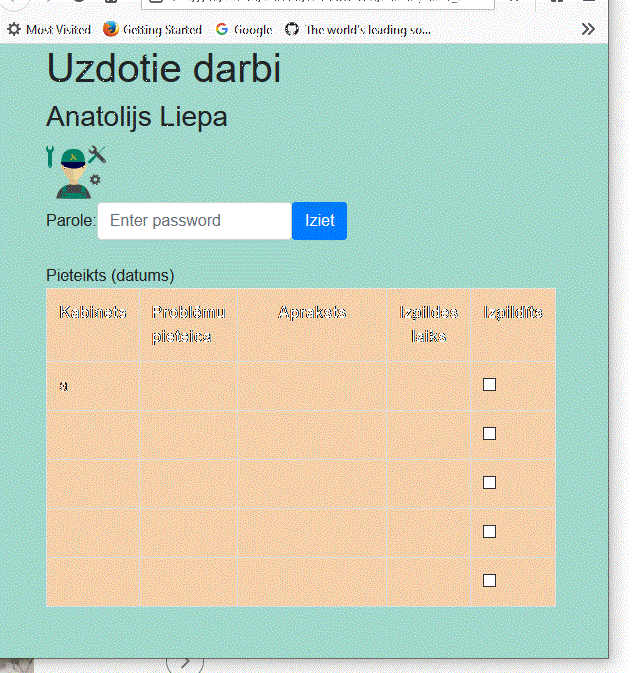 Most Visited Getting Started Google The world's leading so...
Uzdotie darbi
Anatolijs Liepa
Parole: Enter password Iziet
Pieteikts (datums)
Kabinets Problēmu Apraksts Izpildes Izpildīts
pieteica laiks
a